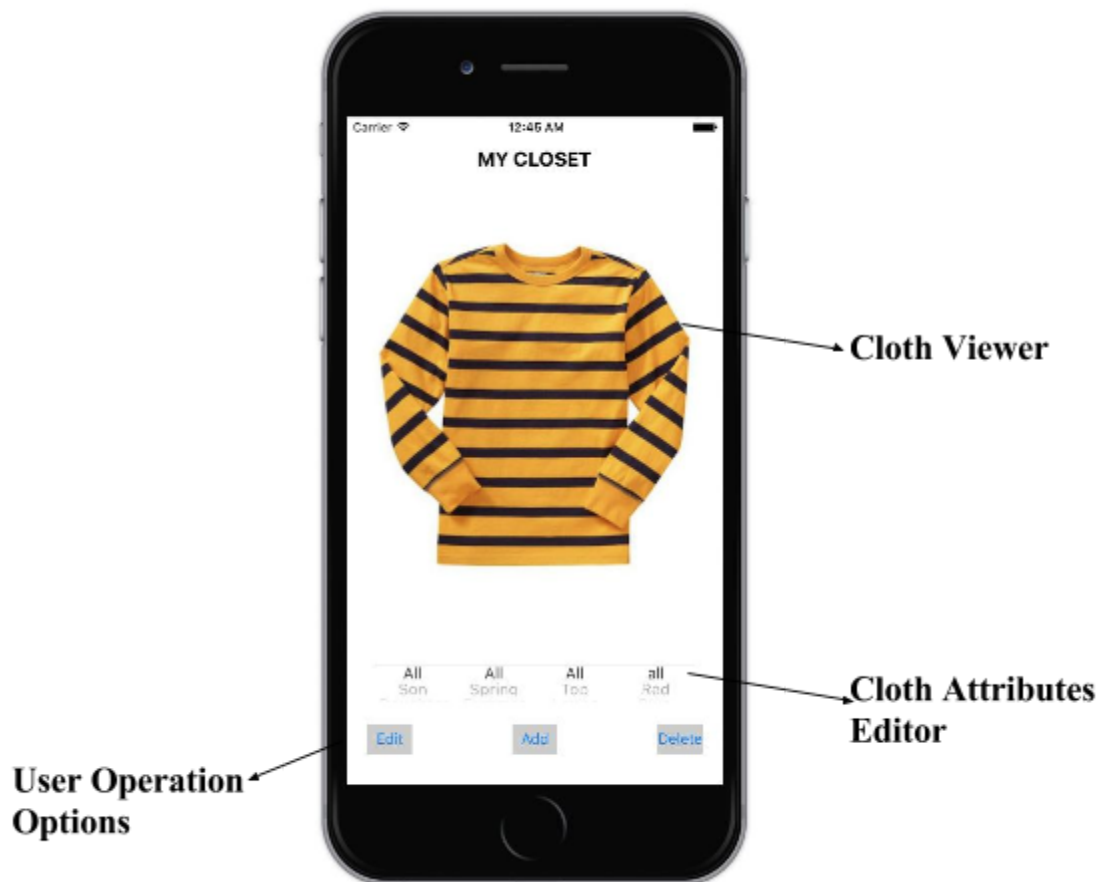 Carrier 12:45 AM
MY CLOSET
Cloth Viewer
All All All all
Son Spring Top Red
Cloth Attributes
Editor
Edit Add Delete
User Operation
Options